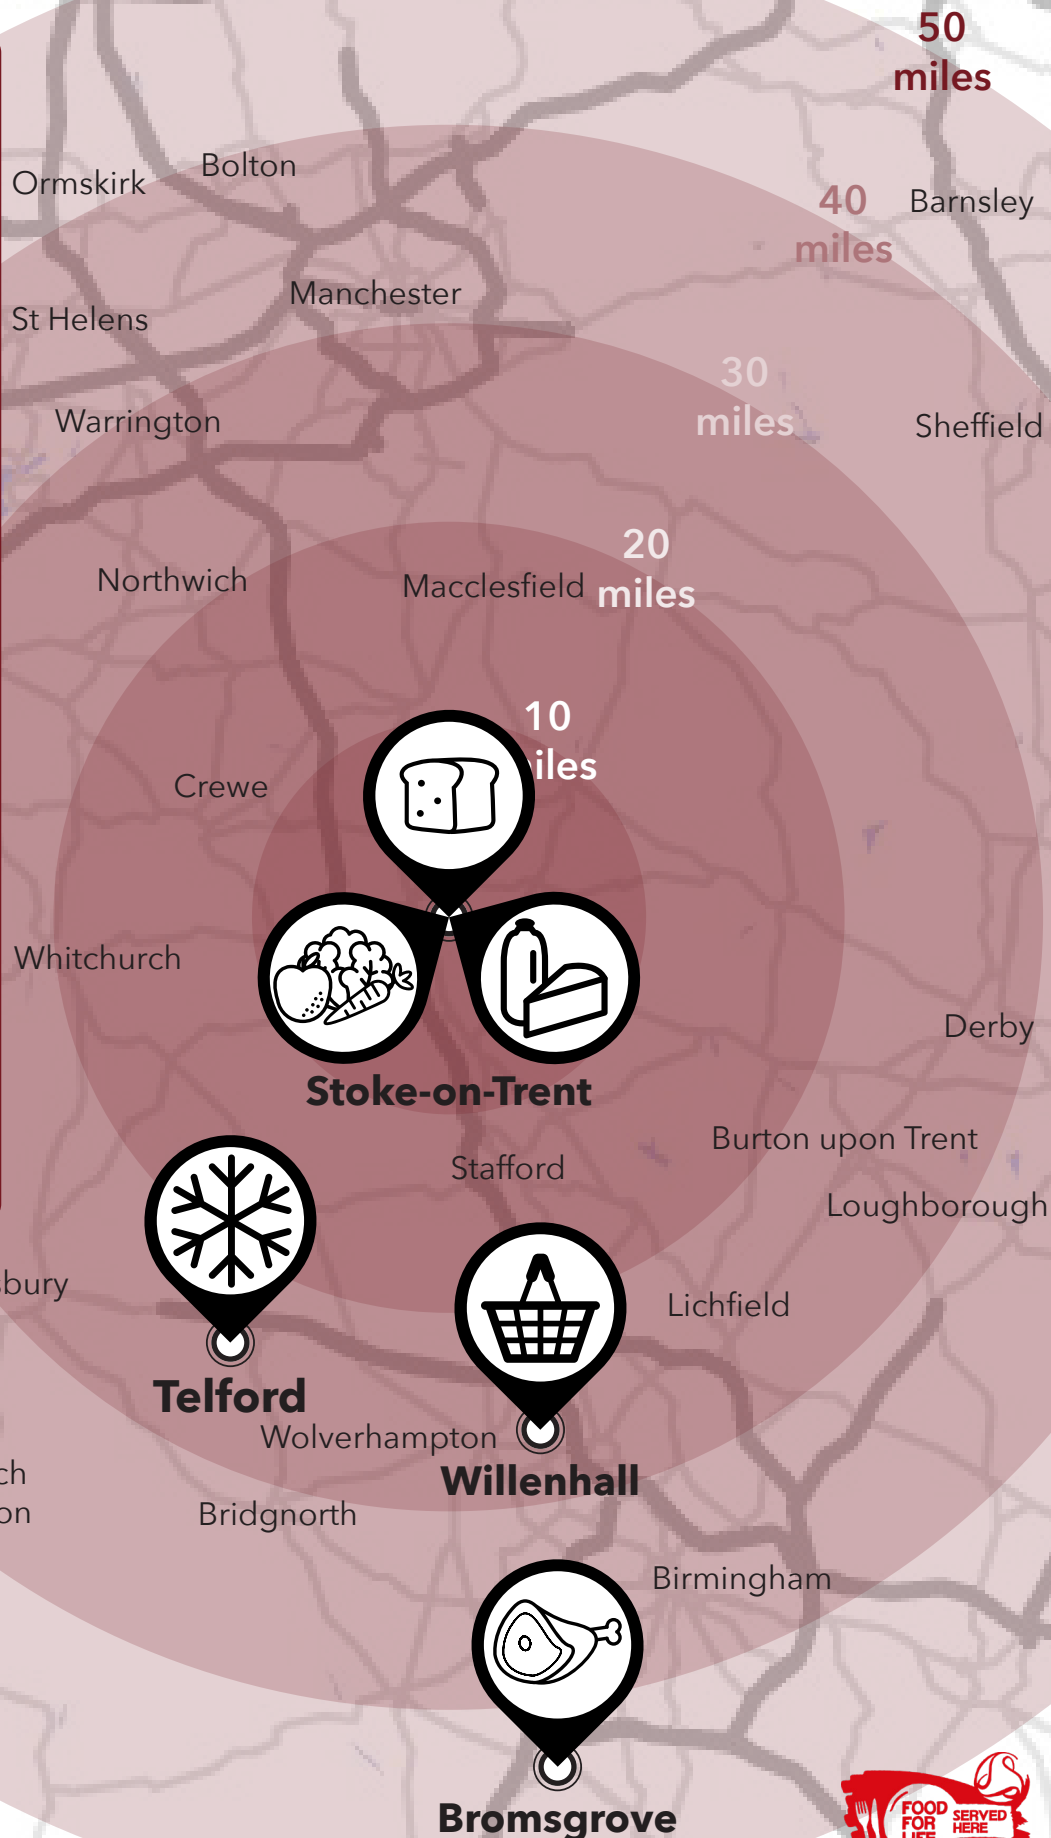 50
miles
Bolton
Ormskirk
40
miles
Barnsley
Manchester
St Helens
30
miles
Warrington
Sheffield
20
miles
Northwich
Macclesfield
10
iles
Crewe
Whitchurch
Derby
Stoke-on-Trent
Burton upon Trent
Stafford
Loughborough
sbury
Lichfield
Telford
Wolverhampton
Willenhall
ch
on
Bridgnorth
Birmingham
Bromsgrove
FOOD
FOR
LIFE
SERVED
HERE